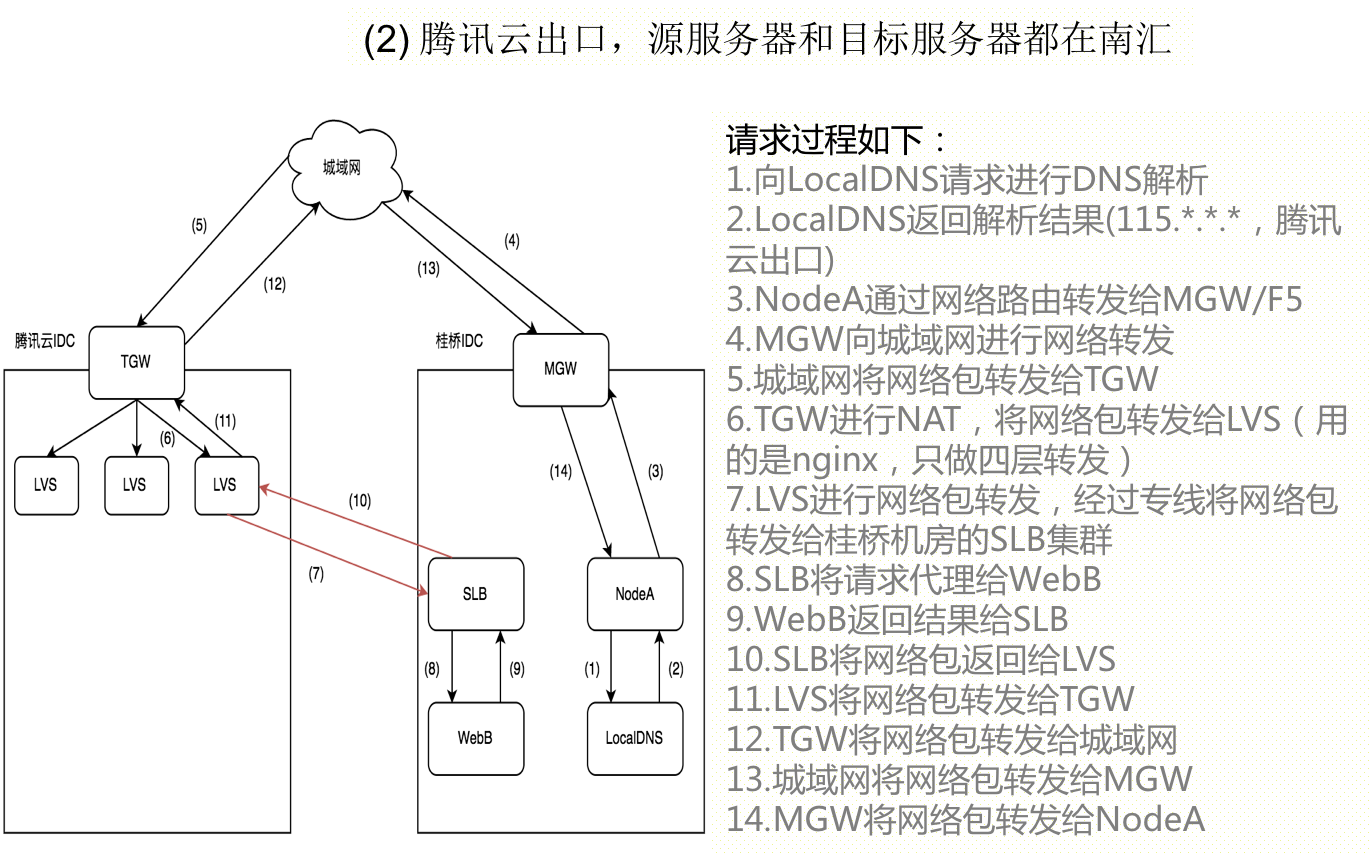 (2) 腾讯云出口，源服务器和目标服务器都在南汇
城域网
(5)
(4)
(13)
(12)
腾讯云IDC
TGW
桂桥IDC
MGW
(11)
(6)
LVS
LVS
LVS
(14)
(3)
(10)
(7)
SLB
NodeA
(8)
(9)
(1)
(2)
WebB
LocalDNS
请求过程如下：
1.向LocalDNS请求进行DNS解析
2.LocalDNS返回解析结果(115.*.*.*，腾讯
云出口)
3.NodeA通过网络路由转发给MGW/F5
4.MGW向城域网进行网络转发
5.城域网将网络包转发给TGW
6.TGW进行NAT，将网络包转发给LVS（用
的是nginx，只做四层转发）
7.LVS进行网络包转发，经过专线将网络包
转发给桂桥机房的SLB集群
8.SLB将请求代理给WebB
9.WebB返回结果给SLB
10.SLB将网络包返回给LVS
11.LVS将网络包转发给TGW
12.TGW将网络包转发给城域网
13.城域网将网络包转发给MGW
14.MGW将网络包转发给NodeA